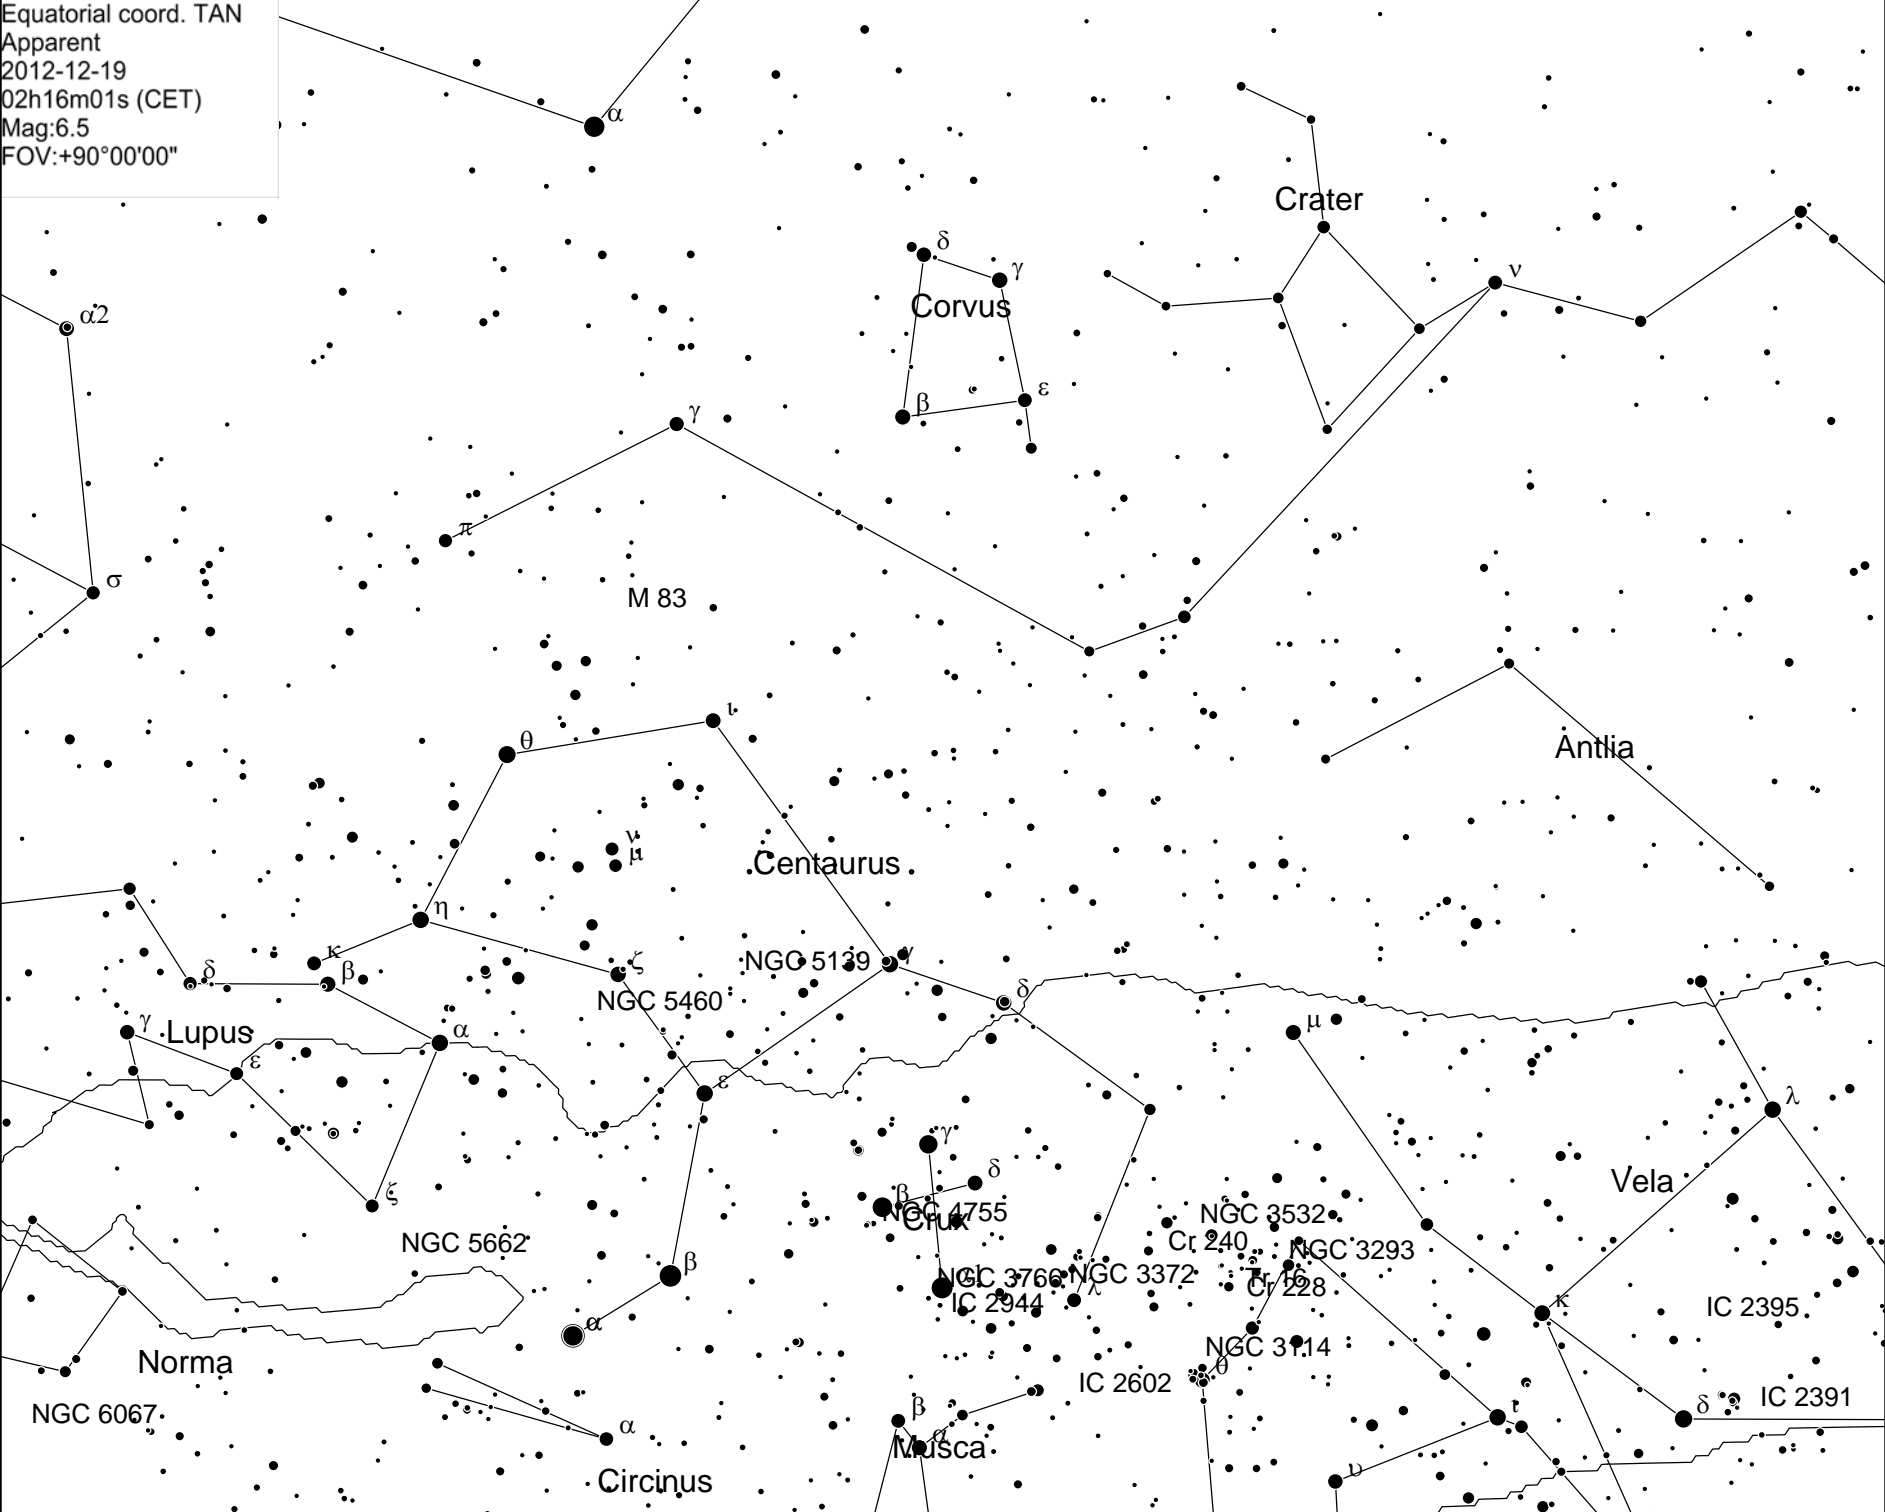 Equatorial coord. TAN
Apparent
2012-12-19
02h16m01s (CET)
Mag:6.5
FOV:+90°00'00"
α
Crater
δ
γ
Corvus
ν
α2
ε
β
γ
π
σ
M 83
ι
θ
Antlia
ν
μ
Centaurus
η
κ
ζ
NGC 5139
γ
δ
β
NGC 5460
δ
γ
Lupus
α
μ
ε
ε
λ
γ
δ
Vela
ζ
β
NGC 4755
Crux
NGC 3532
NGC 5662
Cr 240
NGC 3293
β
α1
NGC 3766
NGC 3372
Tr 16
Cr 228
λ
IC 2944
κ
IC 2395
α
NGC 3114
Norma
θ
IC 2602
IC 2391
NGC 6067
β
ι
δ
α
α
Musca
Circinus
υ